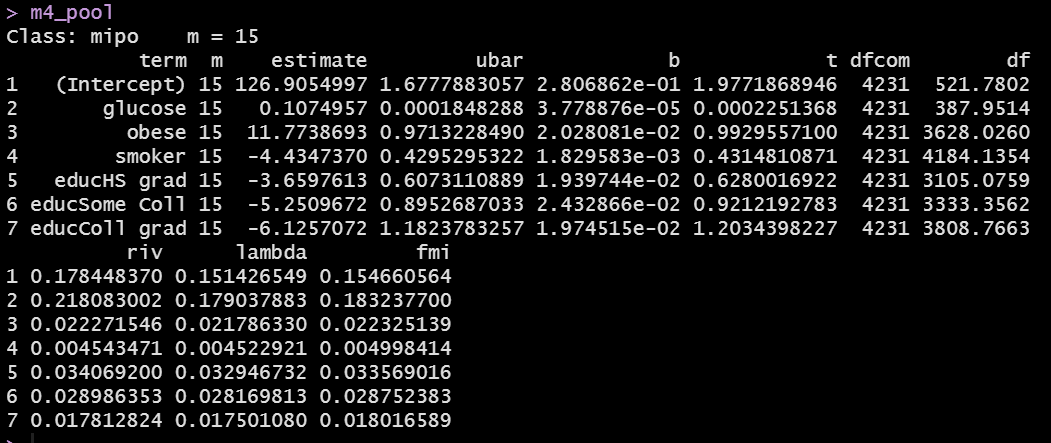 > m4_pool
Class: mipo    m = 15
         term  m    estimate         ubar            b            t dfcom        df
1  (Intercept) 15 126.9054997 1.6777883057 2.806862e-01 1.9771868946  4231  521.7802
2      glucose 15   0.1074957 0.0001848288 3.778876e-05 0.0002251368  4231  387.9514
3        obese 15  11.7738693 0.9713228490 2.028081e-02 0.9929557100  4231 3628.0260
4       smoker 15  -4.4347370 0.4295295322 1.829583e-03 0.4314810871  4231 4184.1354
5  educHS grad 15  -3.6597613 0.6073110889 1.939744e-02 0.6280016922  4231 3105.0759
6 educSome Coll 15  -5.2509672 0.8952687033 2.432866e-02 0.9212192783  4231 3333.3562
7 educColl grad 15  -6.1257072 1.1823783257 1.974515e-02 1.2034398227  4231 3808.7663
          riv      lambda         fmi
1 0.178448370 0.151426549 0.154660564
2 0.218083002 0.179037883 0.183237700
3 0.022271546 0.021786330 0.022325139
4 0.004543471 0.004522921 0.004998414
5 0.034069200 0.032946732 0.033569016
6 0.028986353 0.028169813 0.028752383
7 0.017812824 0.017501080 0.018016589